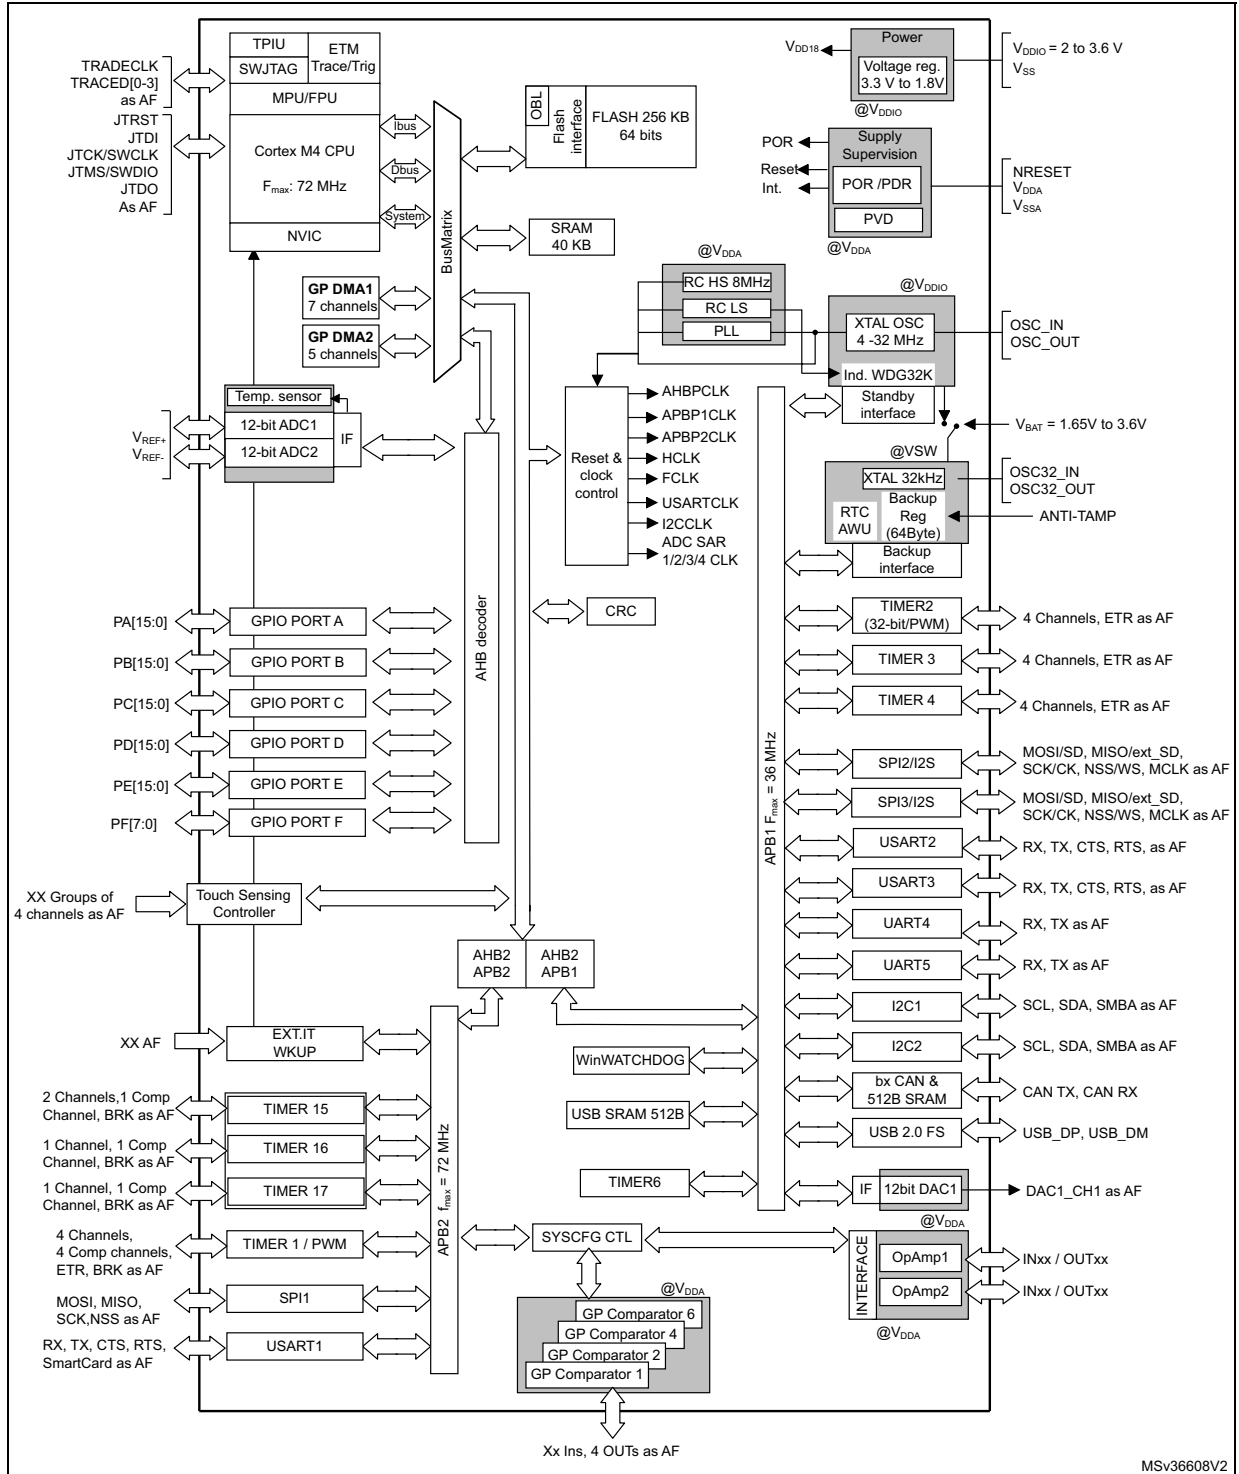 TPIU
SWJTAG
ETM
Trace/Trig
MPU/FPU
Cortex M4 CPU
Fmax: 72 MHz
NVIC
TRADECLK
TRACED[0-3]
as AF
JTRST
JTDI
JTCK/SWCLK
JTMS/SWDIO
JTDO
As AF
Ibus
Dbus
System
BusMatrix
OBL
Flash
interface
FLASH 256 KB
64 bits
SRAM
40 KB
GP DMA1
7 channels
GP DMA2
5 channels
Power
VDD18
Voltage reg.
3.3 V to 1.8V
@VDDIO
VDDIO = 2 to 3.6 V
VSS
Supply
Supervision
POR
Reset
Int.
POR /PDR
PVD
@VDDA
NRESET
VDDA
VSSA
@VDDA
RC HS 8MHz
RC LS
PLL
@VDDIO
XTAL OSC
4 -32 MHz
Ind. WDG32K
Standby
interface
OSC_IN
OSC_OUT
VBAT = 1.65V to 3.6V
@VSW
XTAL 32kHz
RTC
AWU
Backup
Reg
(64Byte)
Backup
interface
OSC32_IN
OSC32_OUT
ANTI-TAMP
Temp. sensor
12-bit ADC1
12-bit ADC2
IF
VREF+
VREF-
Reset &
clock
control
AHBPCLK
APBP1CLK
APBP2CLK
HCLK
FCLK
USARTCLK
I2CCLK
ADC SAR
1/2/3/4 CLK
AHB decoder
CRC
PA[15:0]
GPIO PORT A
PB[15:0]
GPIO PORT B
PC[15:0]
GPIO PORT C
PD[15:0]
GPIO PORT D
PE[15:0]
GPIO PORT E
PF[7:0]
GPIO PORT F
XX Groups of
4 channels as AF
Touch Sensing
Controller
AHB2
APB2
AHB2
APB1
APB1 Fmax = 36 MHz
TIMER2
(32-bit/PWM)
4 Channels, ETR as AF
TIMER 3
4 Channels, ETR as AF
TIMER 4
4 Channels, ETR as AF
SPI2/I2S
MOSI/SD, MISO/ext_SD,
SCK/CK, NSS/WS, MCLK as AF
SPI3/I2S
MOSI/SD, MISO/ext_SD,
SCK/CK, NSS/WS, MCLK as AF
USART2
RX, TX, CTS, RTS, as AF
USART3
RX, TX, CTS, RTS, as AF
UART4
RX, TX as AF
UART5
RX, TX as AF
I2C1
SCL, SDA, SMBA as AF
I2C2
SCL, SDA, SMBA as AF
bx CAN &
512B SRAM
CAN TX, CAN RX
USB 2.0 FS
USB_DP, USB_DM
IF
12bit DAC1
DAC1_CH1 as AF
@VDDA
WinWATCHDOG
USB SRAM 512B
TIMER6
XX AF
EXT.IT
WKUP
2 Channels,1 Comp
Channel, BRK as AF
TIMER 15
1 Channel, 1 Comp
Channel, BRK as AF
TIMER 16
1 Channel, 1 Comp
Channel, BRK as AF
TIMER 17
4 Channels,
4 Comp channels,
ETR, BRK as AF
TIMER 1 / PWM
MOSI, MISO,
SCK,NSS as AF
SPI1
RX, TX, CTS, RTS,
SmartCard as AF
USART1
APB2 fmax = 72 MHz
SYSCFG CTL
@VDDA
GP Comparator 6
GP Comparator 4
GP Comparator 2
GP Comparator 1
Xx Ins, 4 OUTs as AF
INTERFACE
OpAmp1
INxx / OUTxx
OpAmp2
INxx / OUTxx
@VDDA
MSv36608V2